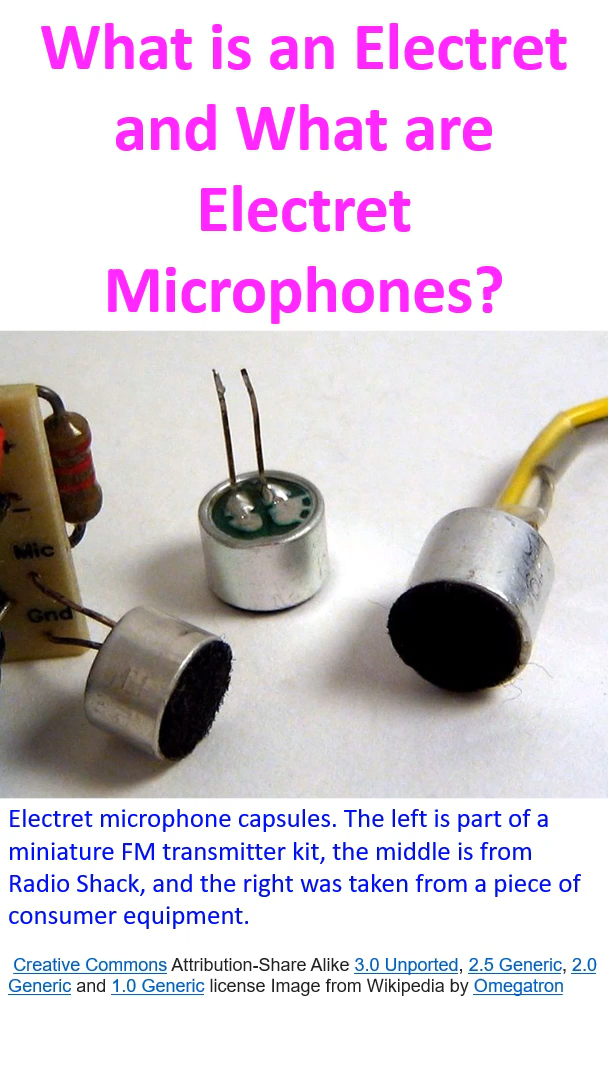 What is an Electret
and What are
Electret
Microphones?
Mic
Gnd
Electret microphone capsules. The left is part of a
miniature FM transmitter kit, the middle is from
Radio Shack, and the right was taken from a piece of
consumer equipment.
Creative Commons Attribution-Share Alike 3.0 Unported, 2.5 Generic, 2.0
Generic and 1.0 Generic license Image from Wikipedia by Omegatron